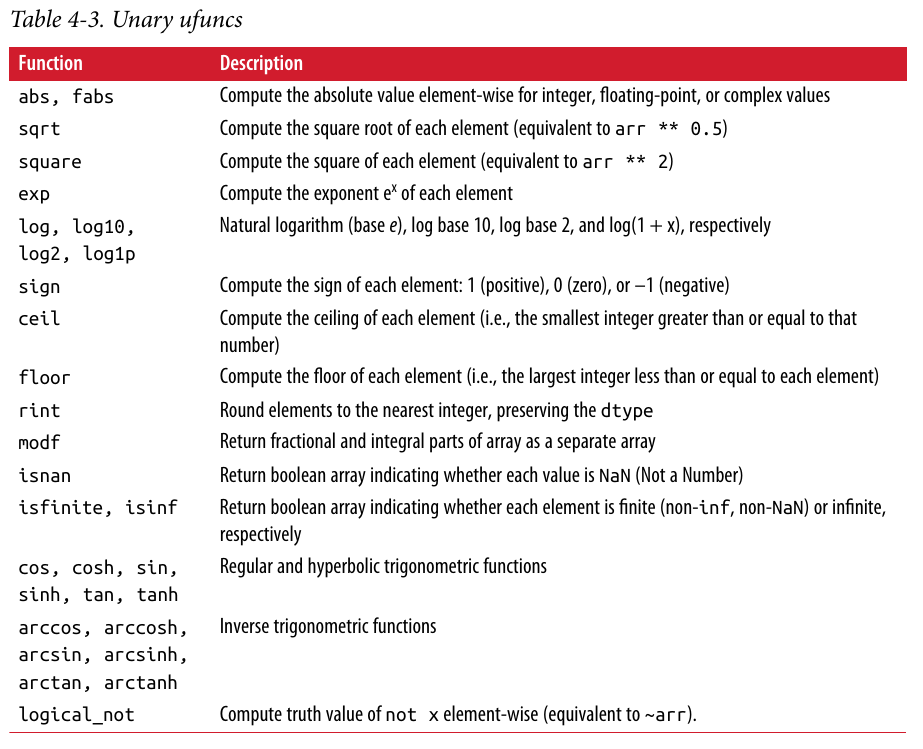 Table 4-3. Unary ufuncs
Function Description
abs, fabs Compute the absolute value element-wise for integer, floating-point, or complex values
sqrt Compute the square root of each element (equivalent to arr ** 0.5)
square Compute the square of each element (equivalent to arr ** 2)
exp Compute the exponent eˣ of each element
log, log10, Natural logarithm (base e), log base 10, log base 2, and log(1 + x), respectively
log2, log1p
sign Compute the sign of each element: 1 (positive), 0 (zero), or –1 (negative)
ceil Compute the ceiling of each element (i.e., the smallest integer greater than or equal to that
number)
floor Compute the floor of each element (i.e., the largest integer less than or equal to each element)
rint Round elements to the nearest integer, preserving the dtype
modf Return fractional and integral parts of array as a separate array
isnan Return boolean array indicating whether each value is NaN (Not a Number)
isfinite, isinf Return boolean array indicating whether each element is finite (non-inf, non-NaN) or infinite,
respectively
cos, cosh, sin, Regular and hyperbolic trigonometric functions
sinh, tan, tanh
arccos, arccosh, Inverse trigonometric functions
arcsin, arcsinh,
arctan, arctanh
logical_not Compute truth value of not x element-wise (equivalent to ~arr).